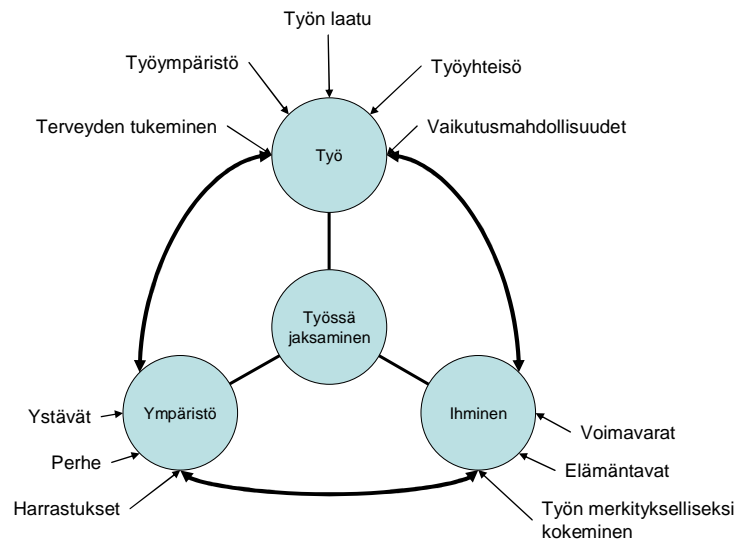 Työn laatu
Työympäristö
Työyhteisö
Terveyden tukeminen
Vaikutusmahdollisuudet
Työ
Työssä
jaksaminen
Ystävät
Ympäristö
Ihminen
Voimavarat
Perhe
Elämäntavat
Harrastukset
Työn merkitykselliseksi
kokeminen